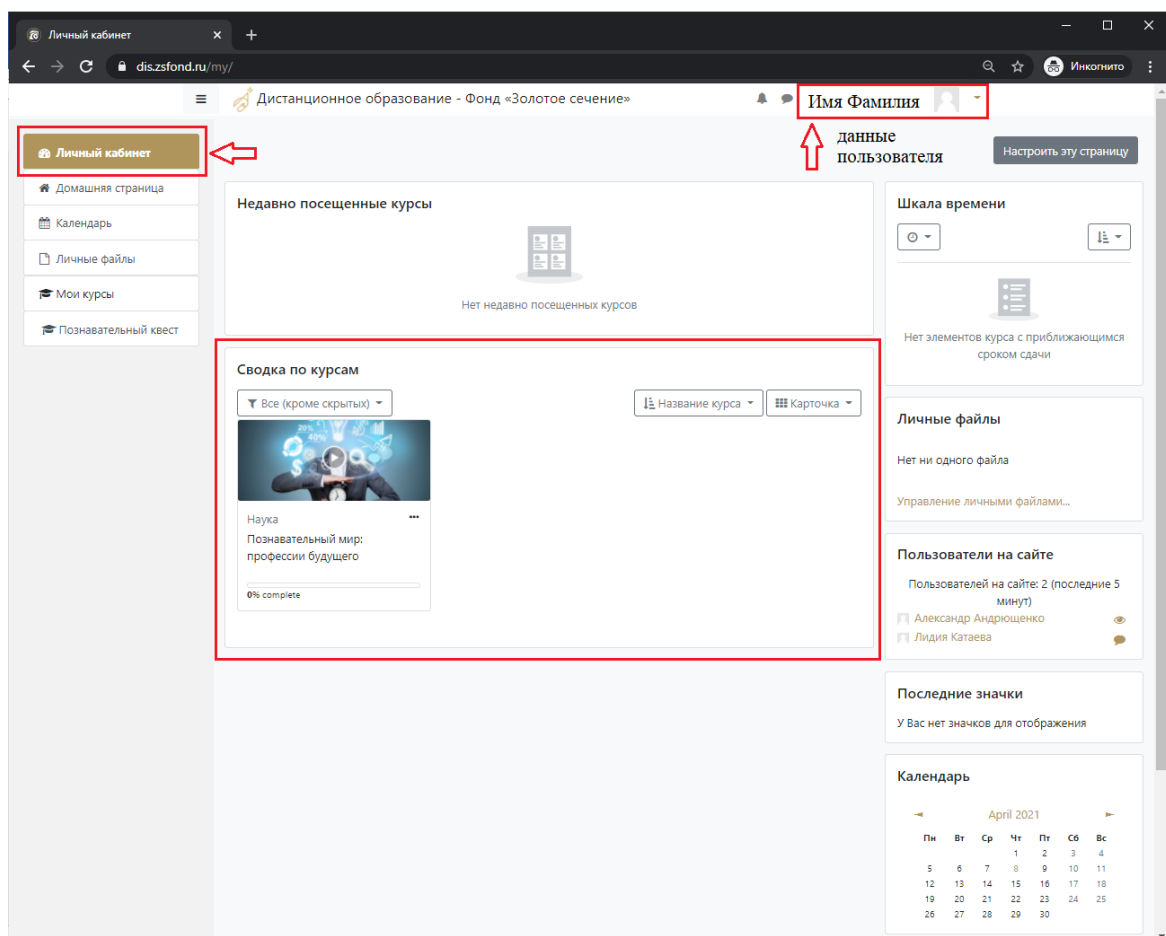 Личный кабинет
dis.zsfond.ru/my/
Инкогнито
Дистанционное образование - Фонд «Золотое сечение»
Имя Фамилия
данные
пользователя
Настроить эту страницу
Личный кабинет
Домашняя страница
Календарь
Личные файлы
Мои курсы
Познавательный квест
Недавно посещенные курсы
Нет недавно посещенных курсов
Сводка по курсам
Все (кроме скрытых)
Название курса
Карточка
20%
40%
$
Наука
Познавательный мир:
профессии будущего
0% complete
Шкала времени
Нет элементов курса с приближающимся
сроком сдачи
Личные файлы
Нет ни одного файла
Управление личными файлами...
Пользователи на сайте
Пользователей на сайте: 2 (последние 5
минут)
Александр Андрющенко
Лидия Катаева
Последние значки
У Вас нет значков для отображения
Календарь
April 2021
Пн Вт Ср Чт Пт Сб Вс
1 2 3 4
5 6 7 8 9 10 11
12 13 14 15 16 17 18
19 20 21 22 23 24 25
26 27 28 29 30